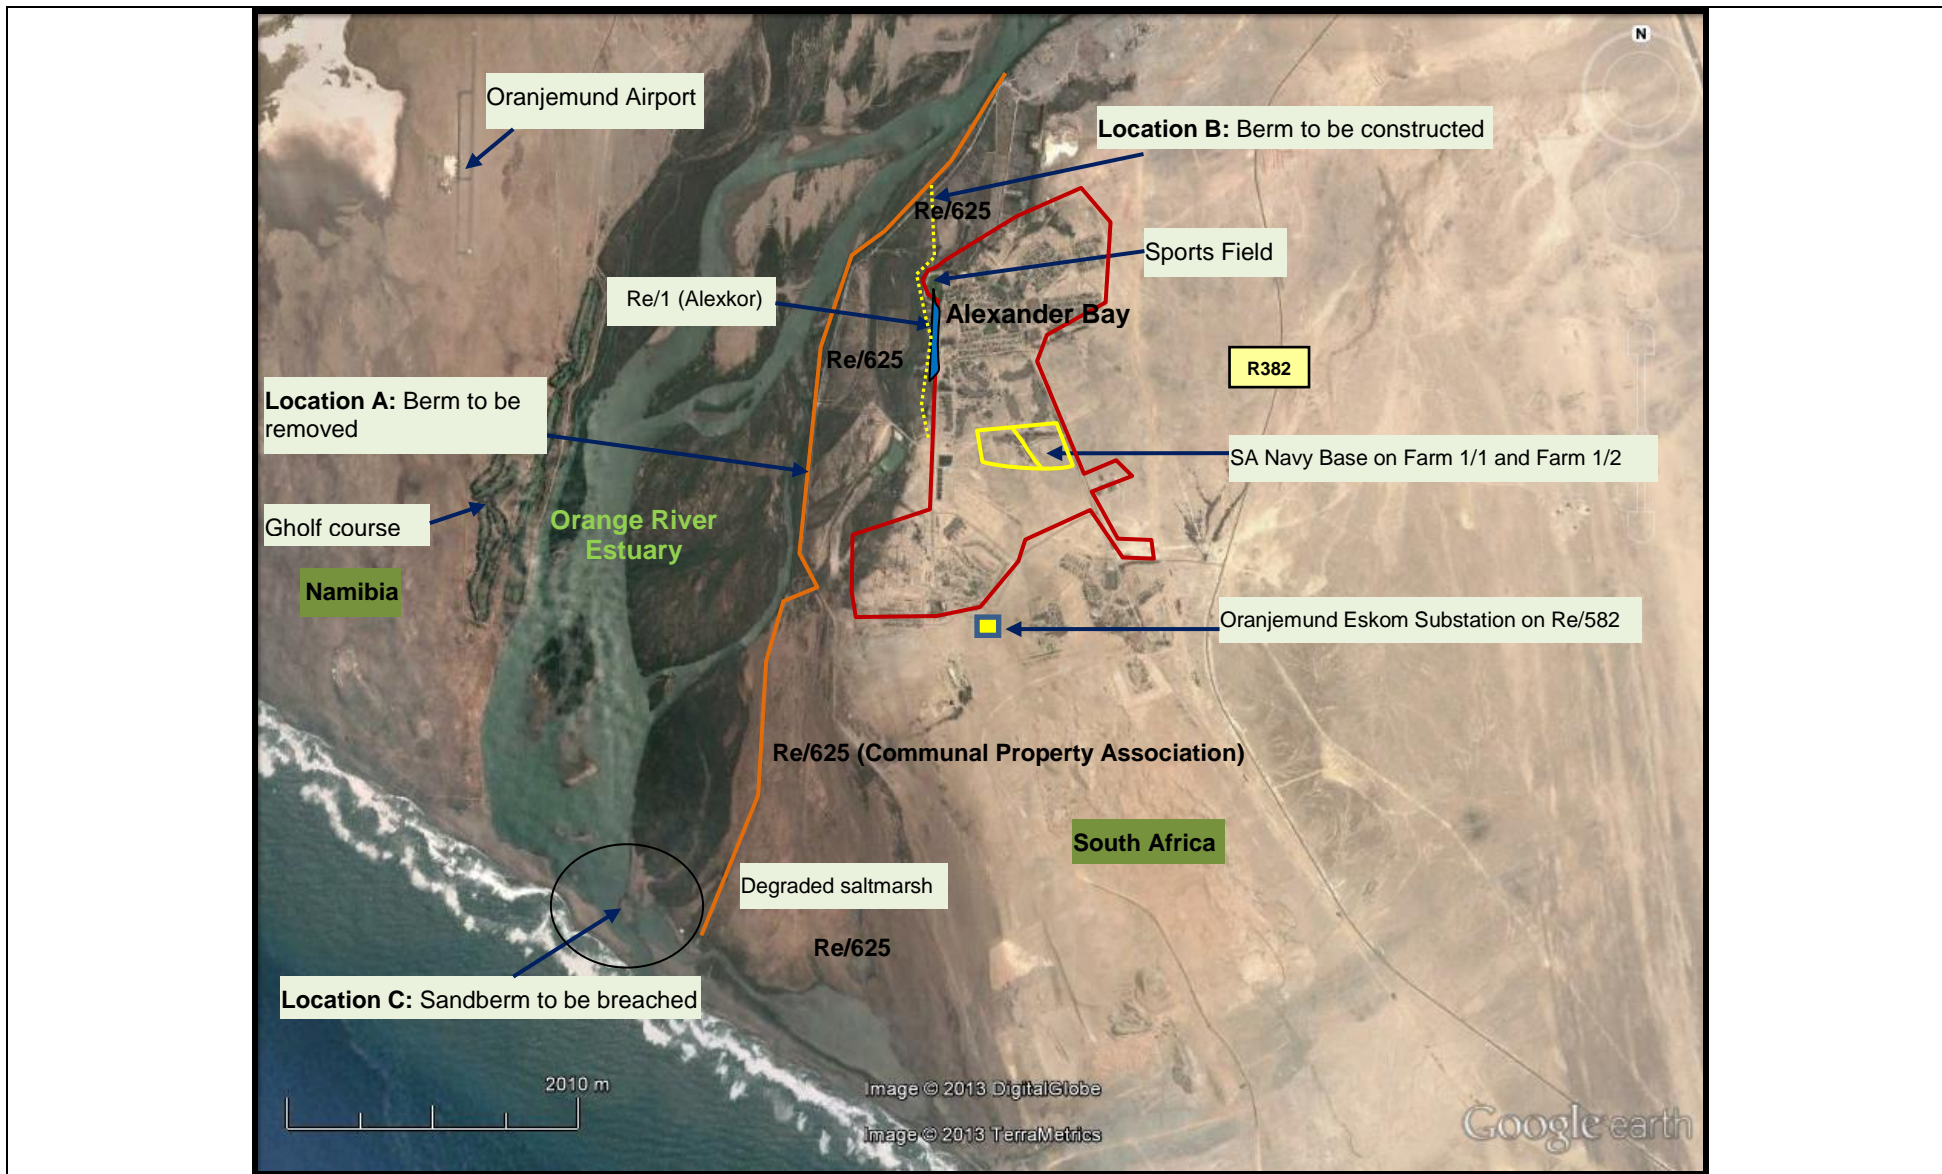 N
Oranjemund Airport
Location B: Berm to be constructed
Re/625
Sports Field
Re/1 (Alexkor)
Alexander Bay
Re/625
R382
Location A: Berm to be
removed
SA Navy Base on Farm 1/1 and Farm 1/2
Gholf course
Orange River
Estuary
Namibia
Oranjemund Eskom Substation on Re/582
Re/625 (Communal Property Association)
South Africa
Degraded saltmarsh
Re/625
Location C: Sandberm to be breached
2010 m
Image © 2013 DigitalGlobe
Image © 2013 TerraMetrics
Google earth